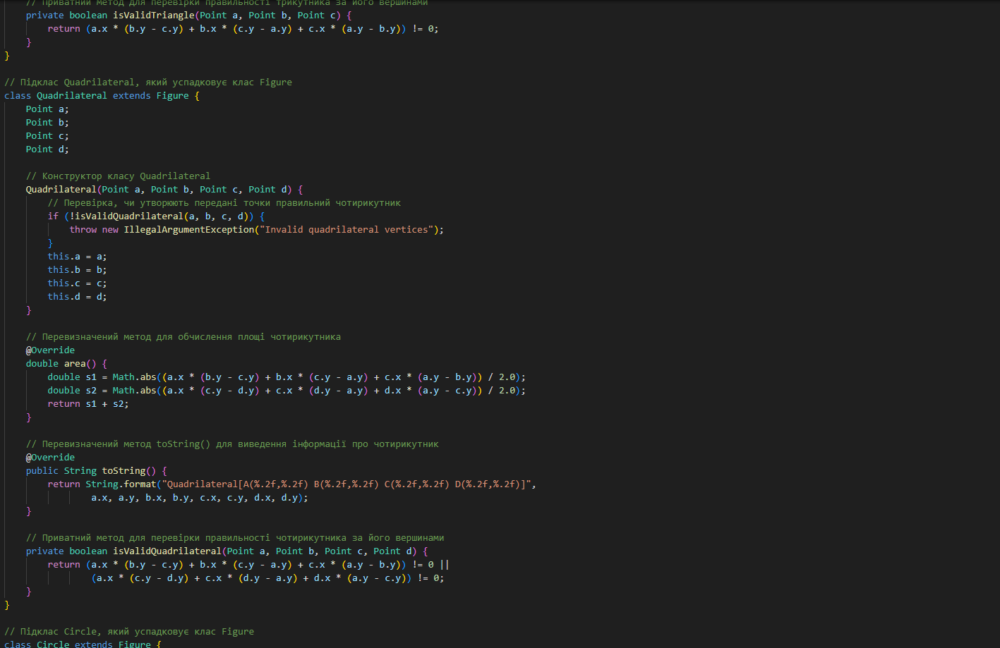 // Приватний метод для перевірки правильності трикутника за його вершинами
    private boolean isValidTriangle(Point a, Point b, Point c) {
        return (a.x * (b.y - c.y) + b.x * (c.y - a.y) + c.x * (a.y - b.y)) != 0;
    }
}

// Підклас Quadrilateral, який успадковує клас Figure
class Quadrilateral extends Figure {
    Point a;
    Point b;
    Point c;
    Point d;

    // Конструктор класу Quadrilateral
    Quadrilateral(Point a, Point b, Point c, Point d) {
        // Перевірка, чи утворюють передані точки правильний чотирикутник
        if (!isValidQuadrilateral(a, b, c, d)) {
            throw new IllegalArgumentException("Invalid quadrilateral vertices");
        }
        this.a = a;
        this.b = b;
        this.c = c;
        this.d = d;
    }

    // Перевизначений метод для обчислення площі чотирикутника
    @Override
    double area() {
        double s1 = Math.abs((a.x * (b.y - c.y) + b.x * (c.y - a.y) + c.x * (a.y - b.y)) / 2.0);
        double s2 = Math.abs((a.x * (c.y - d.y) + c.x * (d.y - a.y) + d.x * (a.y - c.y)) / 2.0);
        return s1 + s2;
    }

    // Перевизначений метод toString() для виведення інформації про чотирикутник
    @Override
    public String toString() {
        return String.format("Quadrilateral[A(%.2f,%.2f) B(%.2f,%.2f) C(%.2f,%.2f) D(%.2f,%.2f)]",
                a.x, a.y, b.x, b.y, c.x, c.y, d.x, d.y);
    }

    // Приватний метод для перевірки правильності чотирикутника за його вершинами
    private boolean isValidQuadrilateral(Point a, Point b, Point c, Point d) {
        return (a.x * (b.y - c.y) + b.x * (c.y - a.y) + c.x * (a.y - b.y)) != 0 ||
                (a.x * (c.y - d.y) + c.x * (d.y - a.y) + d.x * (a.y - c.y)) != 0;
    }
}

// Підклас Circle, який успадковує клас Figure
class Circle extends Figure {